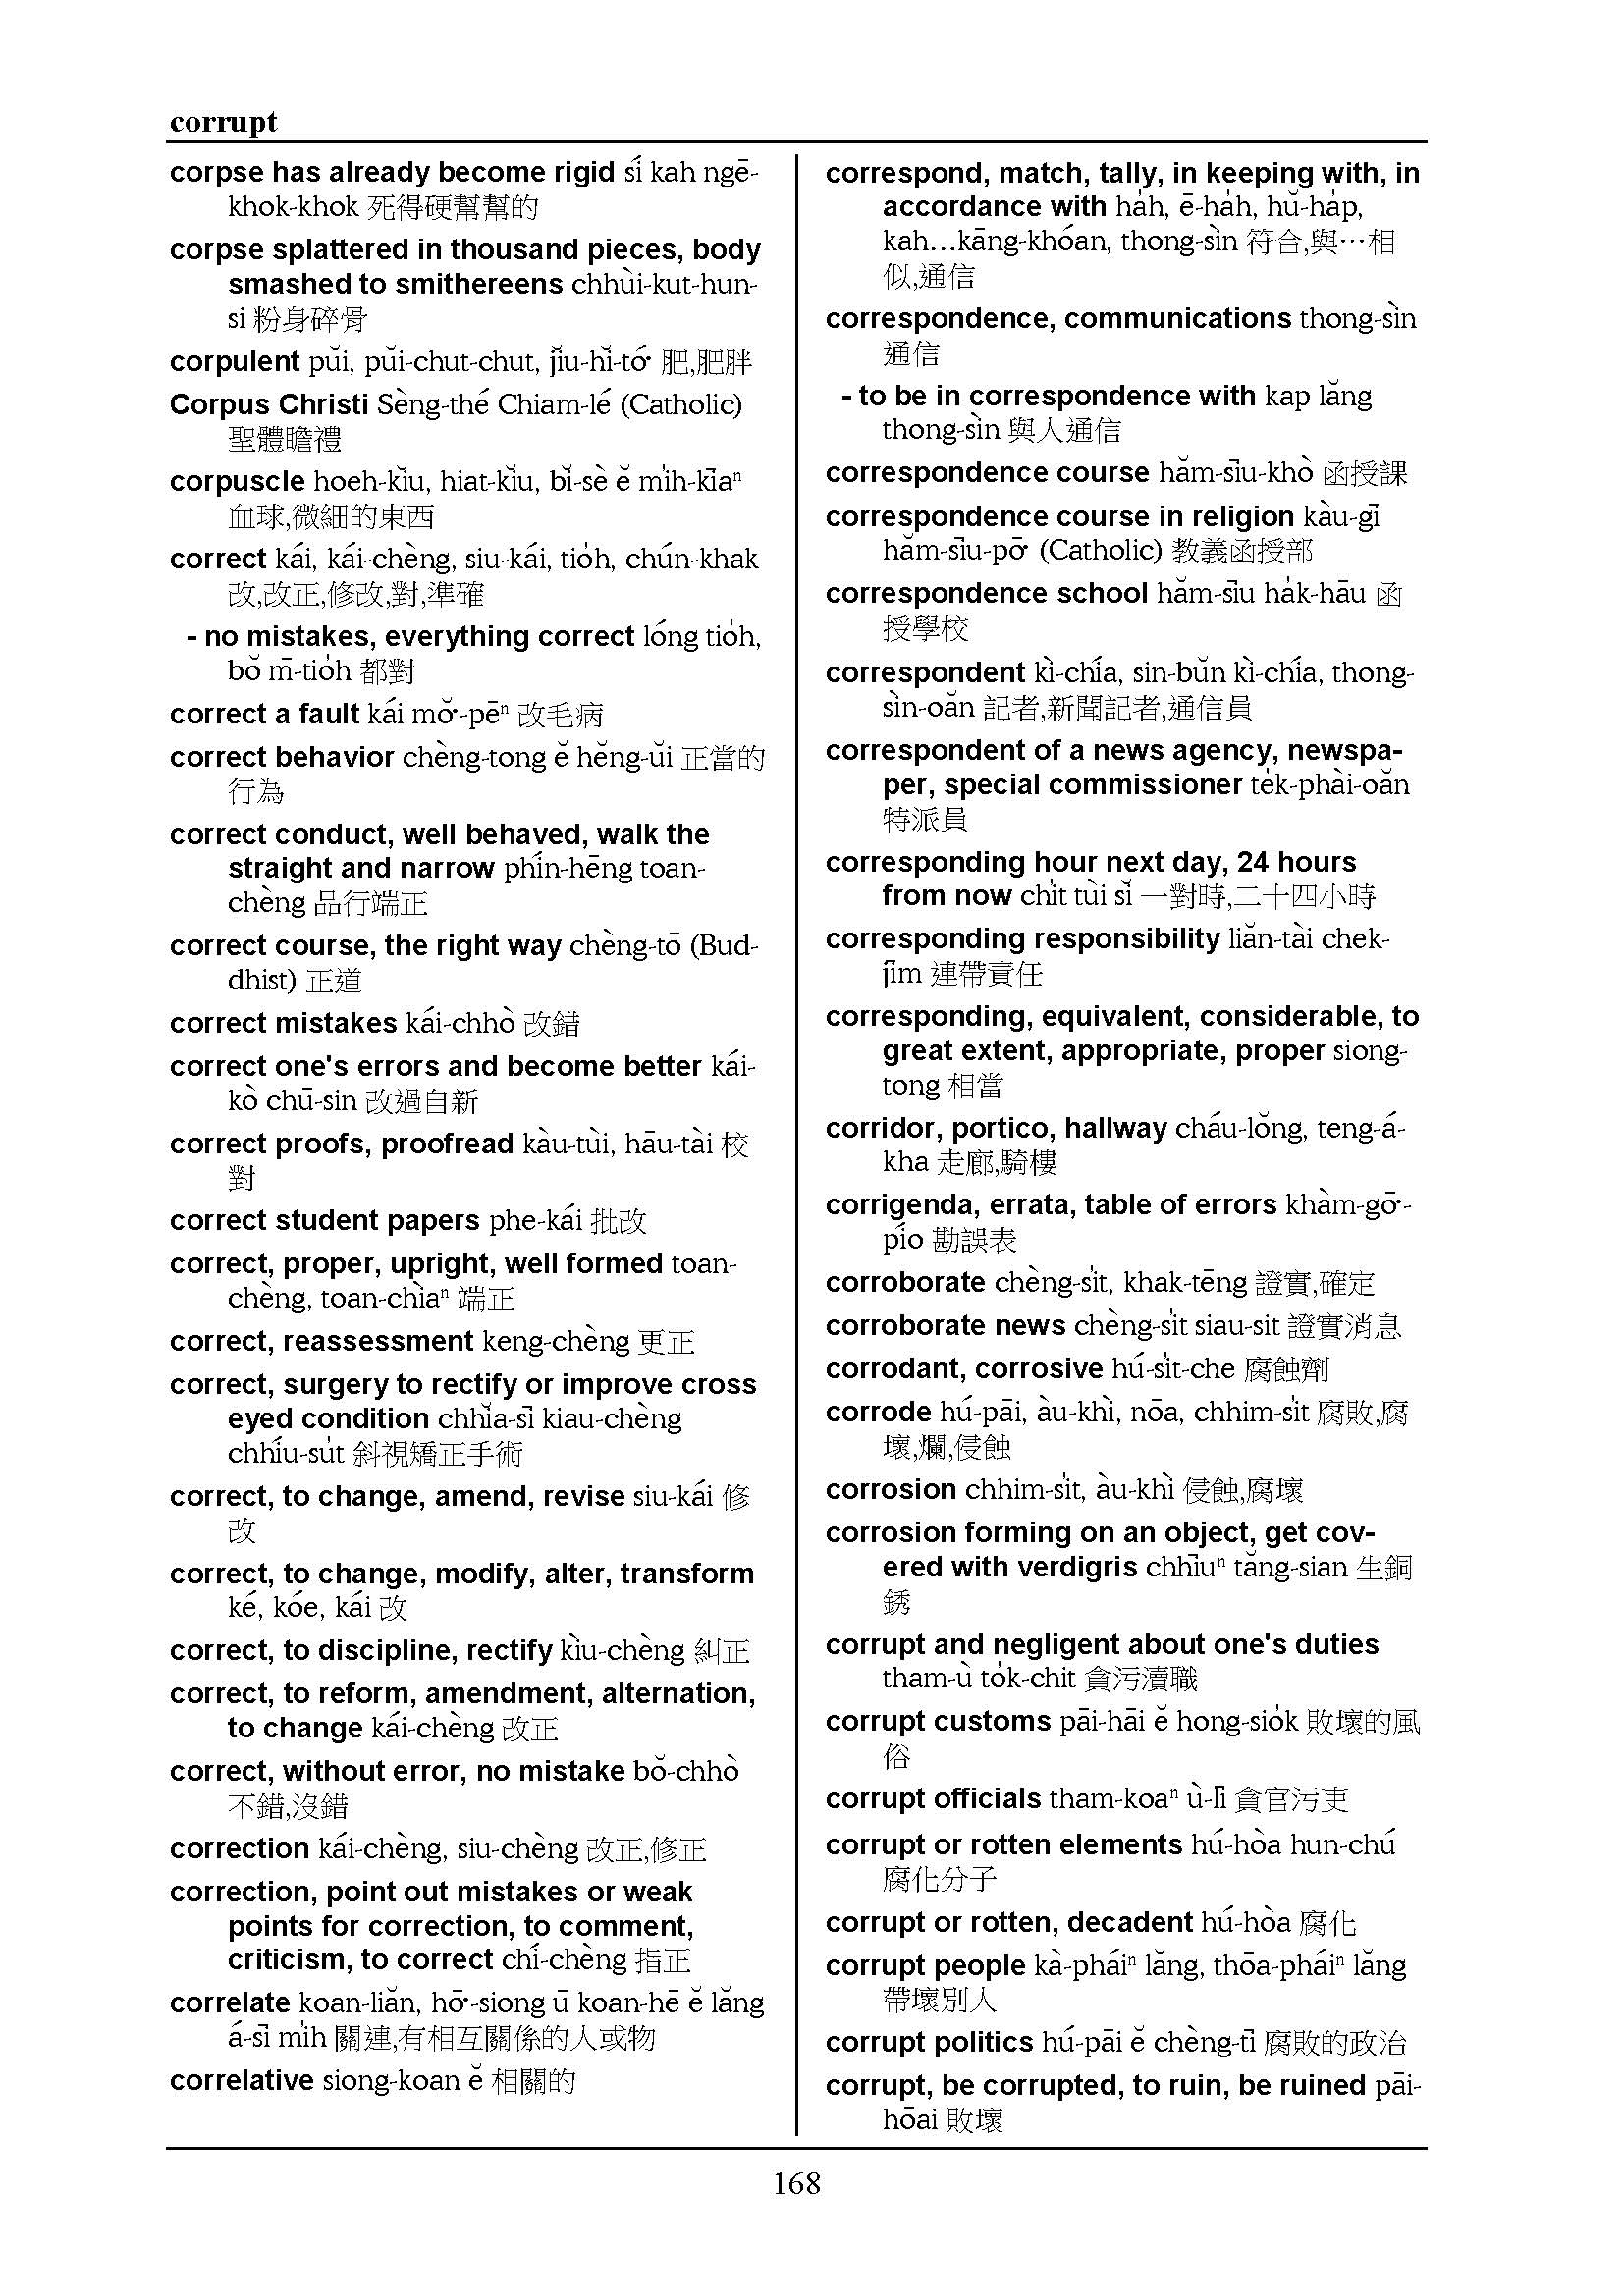 corrupt
corpse has already become rigid sí kah ngē-
khok-khok 死得硬幫幫的
corpse splattered in thousand pieces, body
smashed to smithereens chhùi-kut-hun-
si 粉身碎骨
corpulent pŭi, pŭi-chut-chut, jĭu-hĭ-tó͘ 肥,肥胖
Corpus Christi Sèng-thé Chiam-lé (Catholic)
聖體瞻禮
corpuscle hoeh-kĭu, hiat-kĭu, bĭ-sè ĕ mi̍h-kīaⁿ
血球,微細的東西
correct kái, kái-chèng, siu-kái, tio̍h, chún-khak
改,改正,修改,對,準確
- no mistakes, everything correct lóng tio̍h,
bŏ m̄-tio̍h 都對
correct a fault kái mŏ͘-pēⁿ 改毛病
correct behavior chèng-tong ĕ hĕng-ŭi 正當的
行為
correct conduct, well behaved, walk the
straight and narrow phín-hēng toan-
chèng 品行端正
correct course, the right way chèng-tō (Bud-
dhist) 正道
correct mistakes kái-chhò 改錯
correct one's errors and become better kái-
kò chū-sin 改過自新
correct proofs, proofread kàu-tùi, hāu-tài 校
對
correct student papers phe-kái 批改
correct, proper, upright, well formed toan-
chèng, toan-chìaⁿ 端正
correct, reassessment keng-chèng 更正
correct, surgery to rectify or improve cross
eyed condition chhĭa-sī kiau-chèng
chhíu-su̍t 斜視矯正手術
correct, to change, amend, revise siu-kái 修
改
correct, to change, modify, alter, transform
ké, kóe, kái 改
correct, to discipline, rectify kìu-chèng 糾正
correct, to reform, amendment, alternation,
to change kái-chèng 改正
correct, without error, no mistake bŏ-chhò
不錯,沒錯
correction kái-chèng, siu-chèng 改正,修正
correction, point out mistakes or weak
points for correction, to comment,
criticism, to correct chí-chèng 指正
correlate koan-liăn, hō͘-siong ū koan-hē ĕ lăng
á-sī mi̍h 關連,有相互關係的人或物
correlative siong-koan ĕ 相關的
correspond, match, tally, in keeping with, in
accordance with ha̍h, ē-ha̍h, hŭ-ha̍p,
kah…kāng-khóan, thong-sìn 符合,與…相
似,通信
correspondence, communications thong-sìn
通信
- to be in correspondence with kap lăng
thong-sìn 與人通信
correspondence course hăm-sīu-khò 函授課
correspondence course in religion kàu-gī
hăm-sīu-pō͘ (Catholic) 教義函授部
correspondence school hăm-sīu ha̍k-hāu 函
授學校
correspondent kì-chía, sin-bŭn kì-chía, thong-
sìn-oăn 記者,新聞記者,通信員
correspondent of a news agency, newspa-
per, special commissioner te̍k-phài-oăn
特派員
corresponding hour next day, 24 hours
from now chi̍t tùi sĭ 一對時,二十四小時
corresponding responsibility liăn-tài chek-
jīm 連帶責任
corresponding, equivalent, considerable, to
great extent, appropriate, proper siong-
tong 相當
corridor, portico, hallway cháu-lŏng, teng-á-
kha 走廊,騎樓
corrigenda, errata, table of errors khàm-gō͘-
pío 勘誤表
corroborate chèng-si̍t, khak-tēng 證實,確定
corroborate news chèng-si̍t siau-sit 證實消息
corrodant, corrosive hú-si̍t-che 腐蝕劑
corrode hú-pāi, àu-khì, nōa, chhim-si̍t 腐敗,腐
壞,爛,侵蝕
corrosion chhim-si̍t, àu-khì 侵蝕,腐壞
corrosion forming on an object, get cov-
ered with verdigris chhīuⁿ tăng-sian 生銅
銹
corrupt and negligent about one's duties
tham-ù to̍k-chit 貪污瀆職
corrupt customs pāi-hāi ĕ hong-sio̍k 敗壞的風
俗
corrupt officials tham-koaⁿ ù-lī 貪官污吏
corrupt or rotten elements hú-hòa hun-chú
腐化分子
corrupt or rotten, decadent hú-hòa 腐化
corrupt people kà-pháiⁿ lăng, thōa-pháiⁿ lăng
帶壞別人
corrupt politics hú-pāi ĕ chèng-tī 腐敗的政治
corrupt, be corrupted, to ruin, be ruined pāi-
hōai 敗壞
168